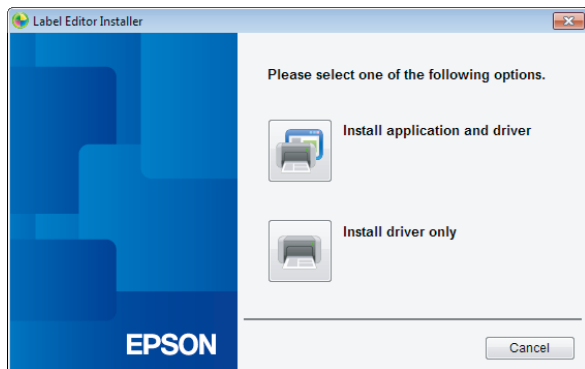 Label Editor Installer
Please select one of the following options.
Install application and driver
Install driver only
EPSON
Cancel